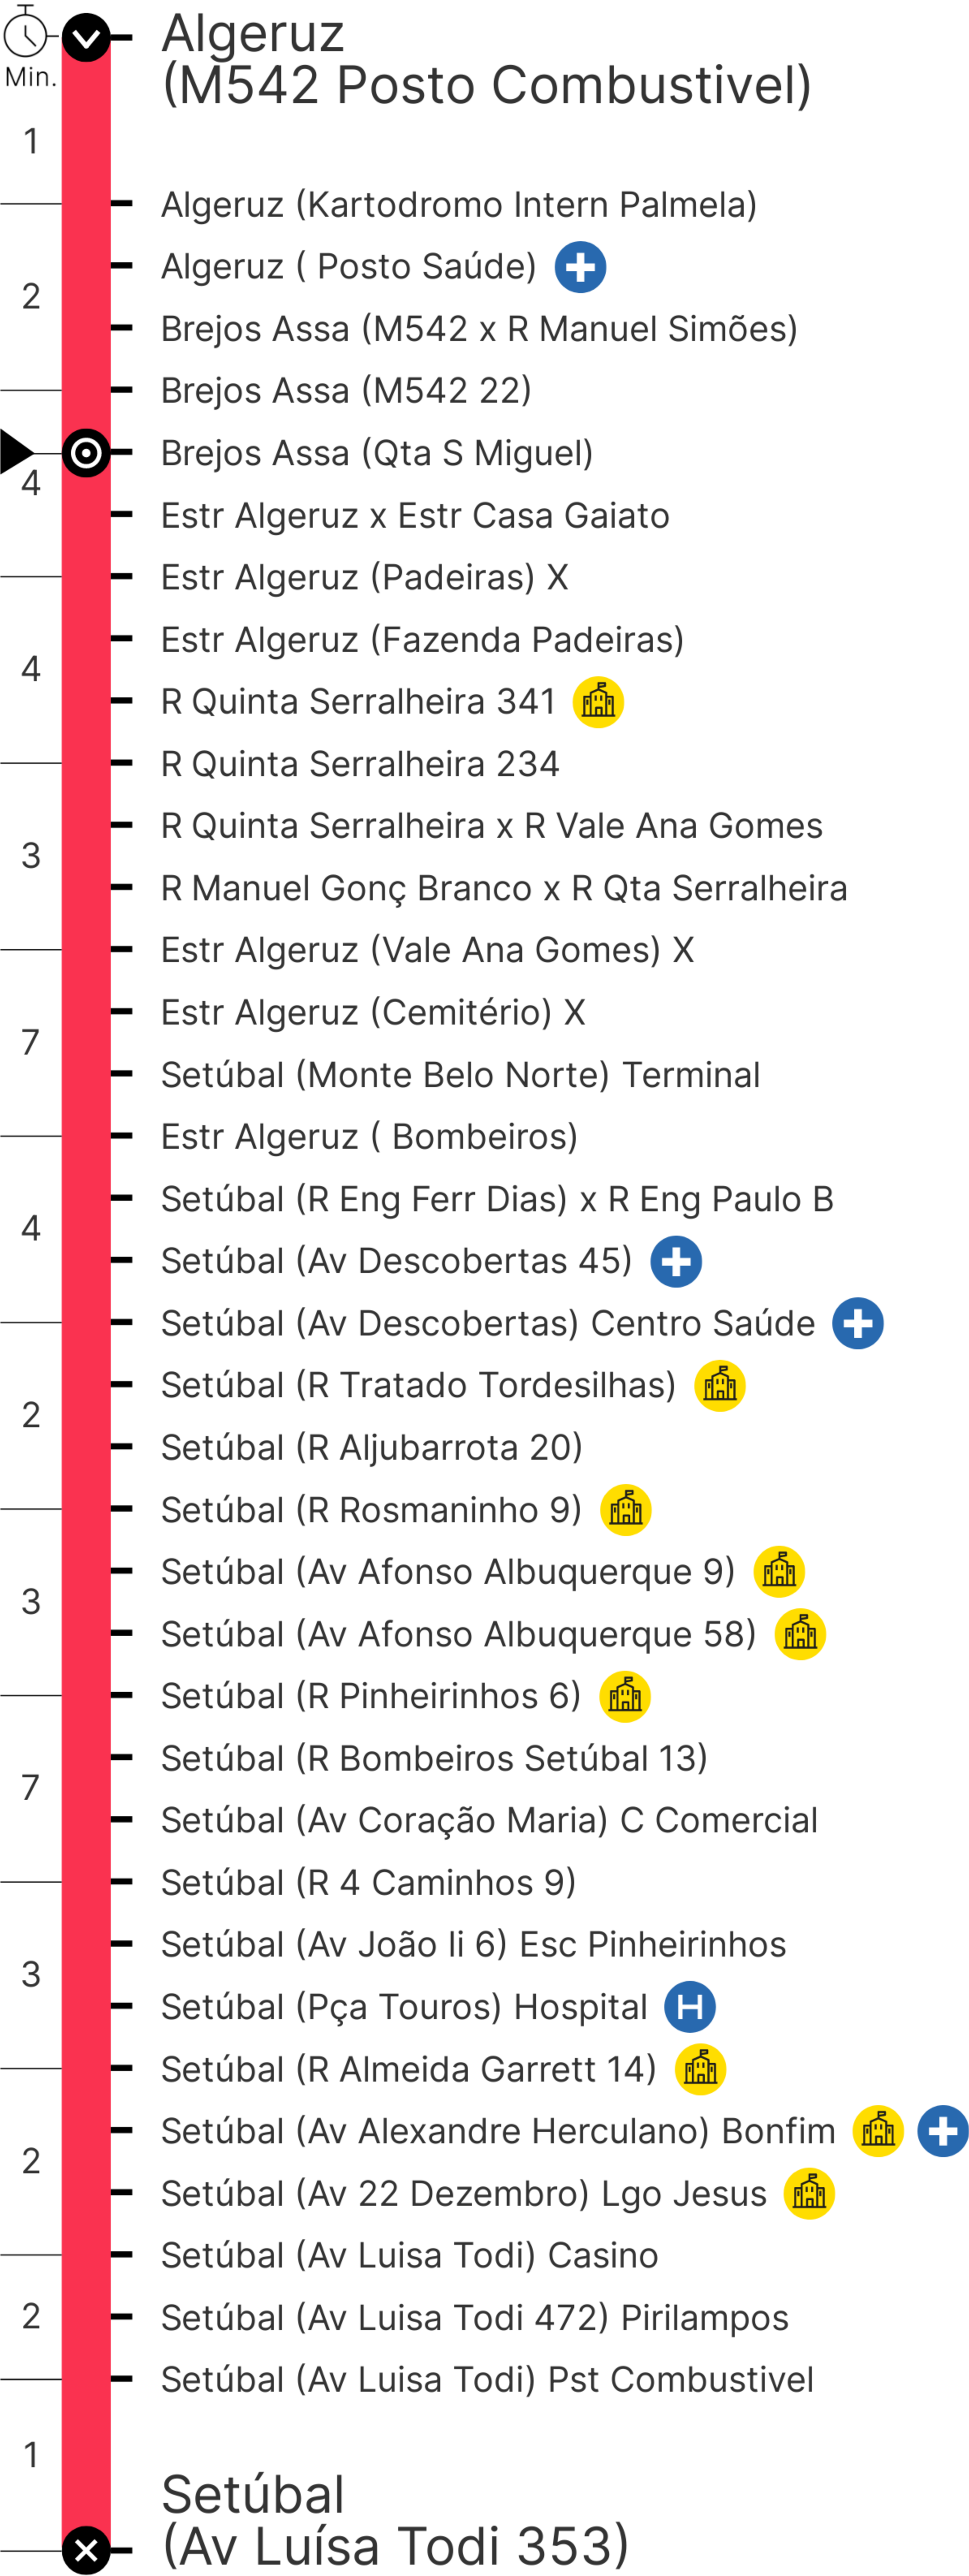 Algeruz
(M542 Posto Combustivel)
Min.
1
Algeruz (Kartodromo Intern Palmela)
Algeruz ( Posto Saúde)
2
Brejos Assa (M542 x R Manuel Simões)
Brejos Assa (M542 22)
Brejos Assa (Qta S Miguel)
4
Estr Algeruz x Estr Casa Gaiato
Estr Algeruz (Padeiras) X
Estr Algeruz (Fazenda Padeiras)
4
R Quinta Serralheira 341
R Quinta Serralheira 234
R Quinta Serralheira x R Vale Ana Gomes
3
R Manuel Gonç Branco x R Qta Serralheira
Estr Algeruz (Vale Ana Gomes) X
Estr Algeruz (Cemitério) X
7
Setúbal (Monte Belo Norte) Terminal
Estr Algeruz ( Bombeiros)
Setúbal (R Eng Ferr Dias) x R Eng Paulo B
4
Setúbal (Av Descobertas 45)
Setúbal (Av Descobertas) Centro Saúde
Setúbal (R Tratado Tordesilhas)
2
Setúbal (R Aljubarrota 20)
Setúbal (R Rosmaninho 9)
Setúbal (Av Afonso Albuquerque 9)
3
Setúbal (Av Afonso Albuquerque 58)
Setúbal (R Pinheirinhos 6)
Setúbal (R Bombeiros Setúbal 13)
7
Setúbal (Av Coração Maria) C Comercial
Setúbal (R 4 Caminhos 9)
Setúbal (Av João Ii 6) Esc Pinheirinhos
3
Setúbal (Pça Touros) Hospital H
Setúbal (R Almeida Garrett 14)
Setúbal (Av Alexandre Herculano) Bonfim
2
Setúbal (Av 22 Dezembro) Lgo Jesus
Setúbal (Av Luisa Todi) Casino
2
Setúbal (Av Luisa Todi 472) Pirilampos
Setúbal (Av Luisa Todi) Pst Combustivel
1
Setúbal
(Av Luísa Todi 353)